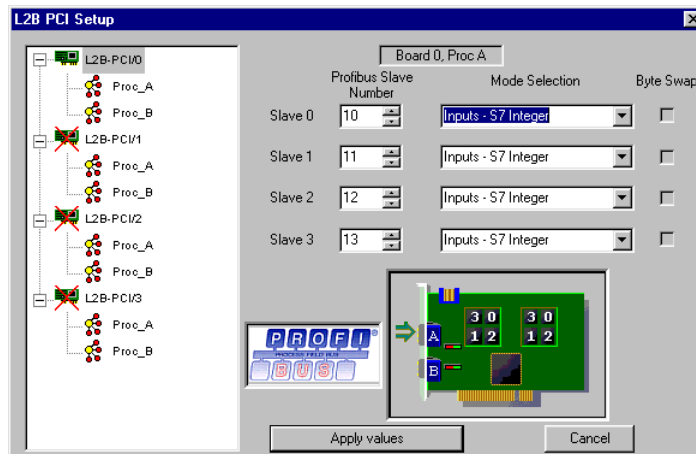 L2B PCI Setup
L2B-PCI/0
Proc_A
Proc_B
L2B-PCI/1
Proc_A
Proc_B
L2B-PCI/2
Proc_A
Proc_B
L2B-PCI/3
Proc_A
Proc_B
Board 0, Proc A
Profibus Slave
Number
Mode Selection
Byte Swap
Slave 0
10
Inputs - S7 Integer
Slave 1
11
Inputs - S7 Integer
Slave 2
12
Inputs - S7 Integer
Slave 3
13
Inputs - S7 Integer
PROFI®
PROCESS FIELD BUS
BUS
A
B
3 0
1 2
3 0
1 2
Apply values
Cancel